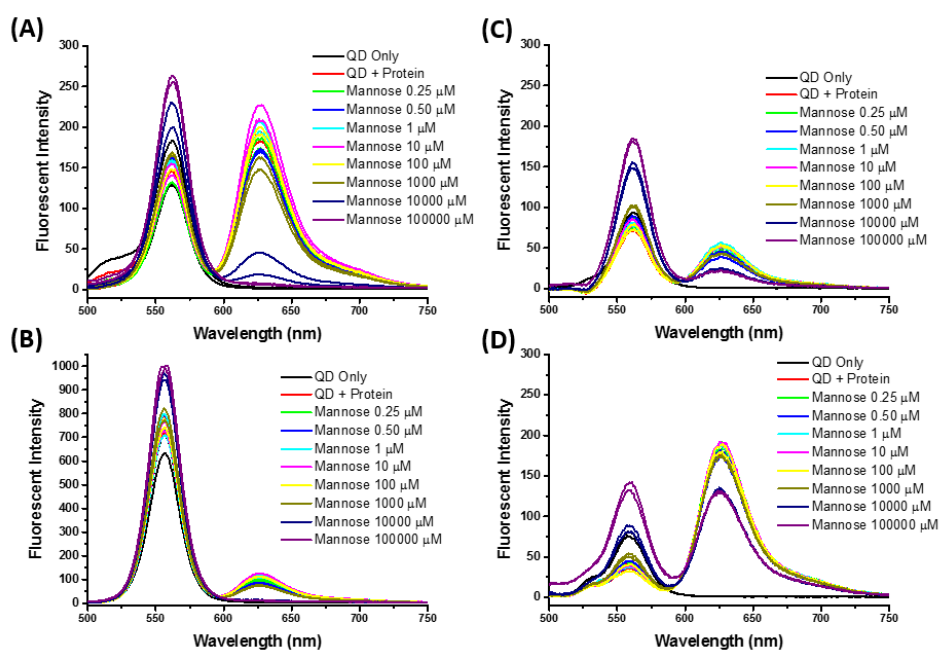 (A)
300
250
200
150
100
50
0
Fluorescent Intensity
500 550 600 650 700 750
Wavelength (nm)
QD Only
QD + Protein
Mannose 0.25 μM
Mannose 0.50 μM
Mannose 1 μM
Mannose 10 μM
Mannose 100 μM
Mannose 1000 μM
Mannose 10000 μM
Mannose 100000 μM
(C)
300
250
200
150
100
50
0
Fluorescent Intensity
500 550 600 650 700 750
Wavelength (nm)
QD Only
QD + Protein
Mannose 0.25 μM
Mannose 0.50 μM
Mannose 1 μM
Mannose 10 μM
Mannose 100 μM
Mannose 1000 μM
Mannose 10000 μM
Mannose 100000 μM
(B)
1000
900
800
700
600
500
400
300
200
100
0
Fluorescent Intensity
500 550 600 650 700 750
Wavelength (nm)
QD Only
QD + Protein
Mannose 0.25 μM
Mannose 0.50 μM
Mannose 1 μM
Mannose 10 μM
Mannose 100 μM
Mannose 1000 μM
Mannose 10000 μM
Mannose 100000 μM
(D)
300
250
200
150
100
50
0
Fluorescent Intensity
500 550 600 650 700 750
Wavelength (nm)
QD Only
QD + Protein
Mannose 0.25 μM
Mannose 0.50 μM
Mannose 1 μM
Mannose 10 μM
Mannose 100 μM
Mannose 1000 μM
Mannose 10000 μM
Mannose 100000 μM